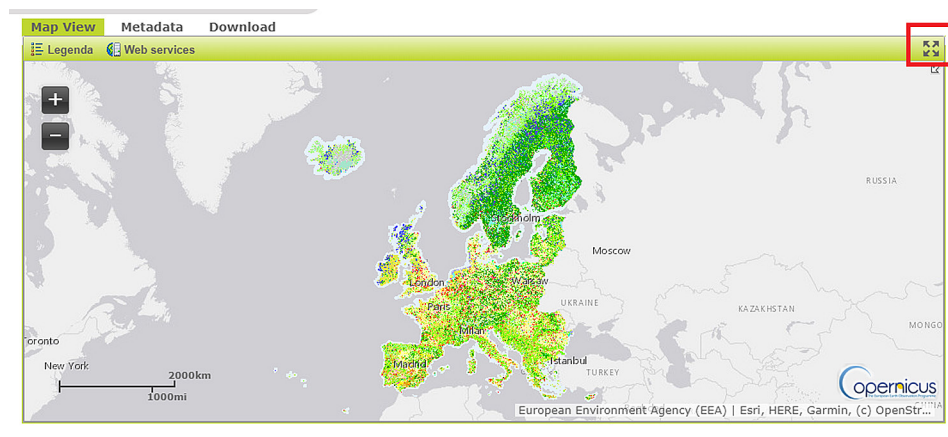 Map View Metadata Download
Legenda Web services
+
−
RUSSIA
Stockholm
Moscow
London
Warsaw
Paris
UKRAINE
KAZAKHSTAN
Milan
MONGO
oronto
Madrid
Istanbul
New York
TURKEY
2000km
1000mi
opernicus
European Environment Agency (EEA) | Esri, HERE, Garmin, (c) OpenStr...